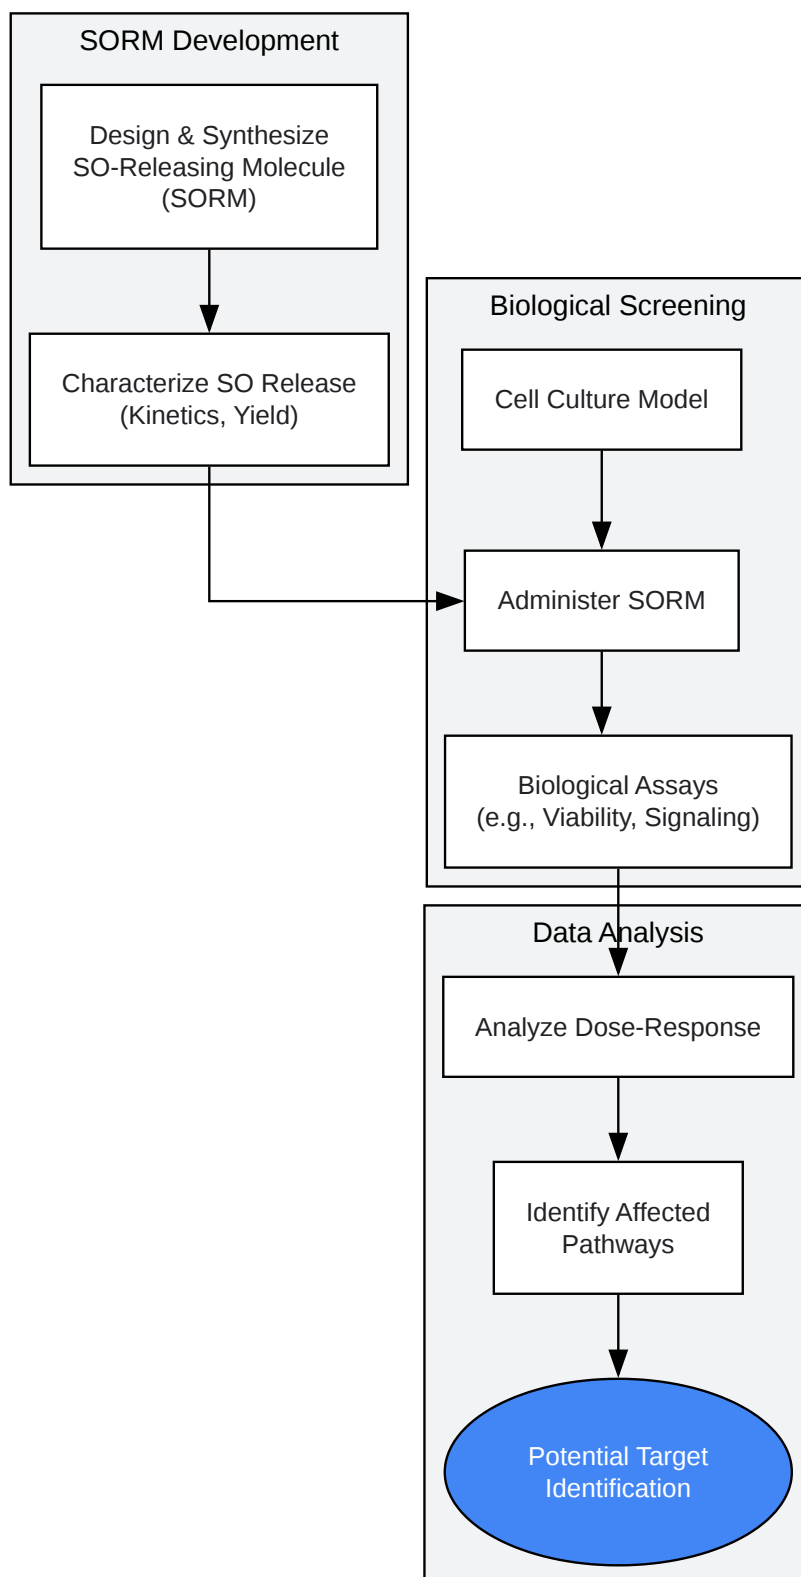 SORM Development
Design & Synthesize
SO-Releasing Molecule
(SORM)
Characterize SO Release
(Kinetics, Yield)
Biological Screening
Cell Culture Model
Administer SORM
Biological Assays
(e.g., Viability, Signaling)
Data Analysis
Analyze Dose-Response
Identify Affected
Pathways
Potential Target
Identification